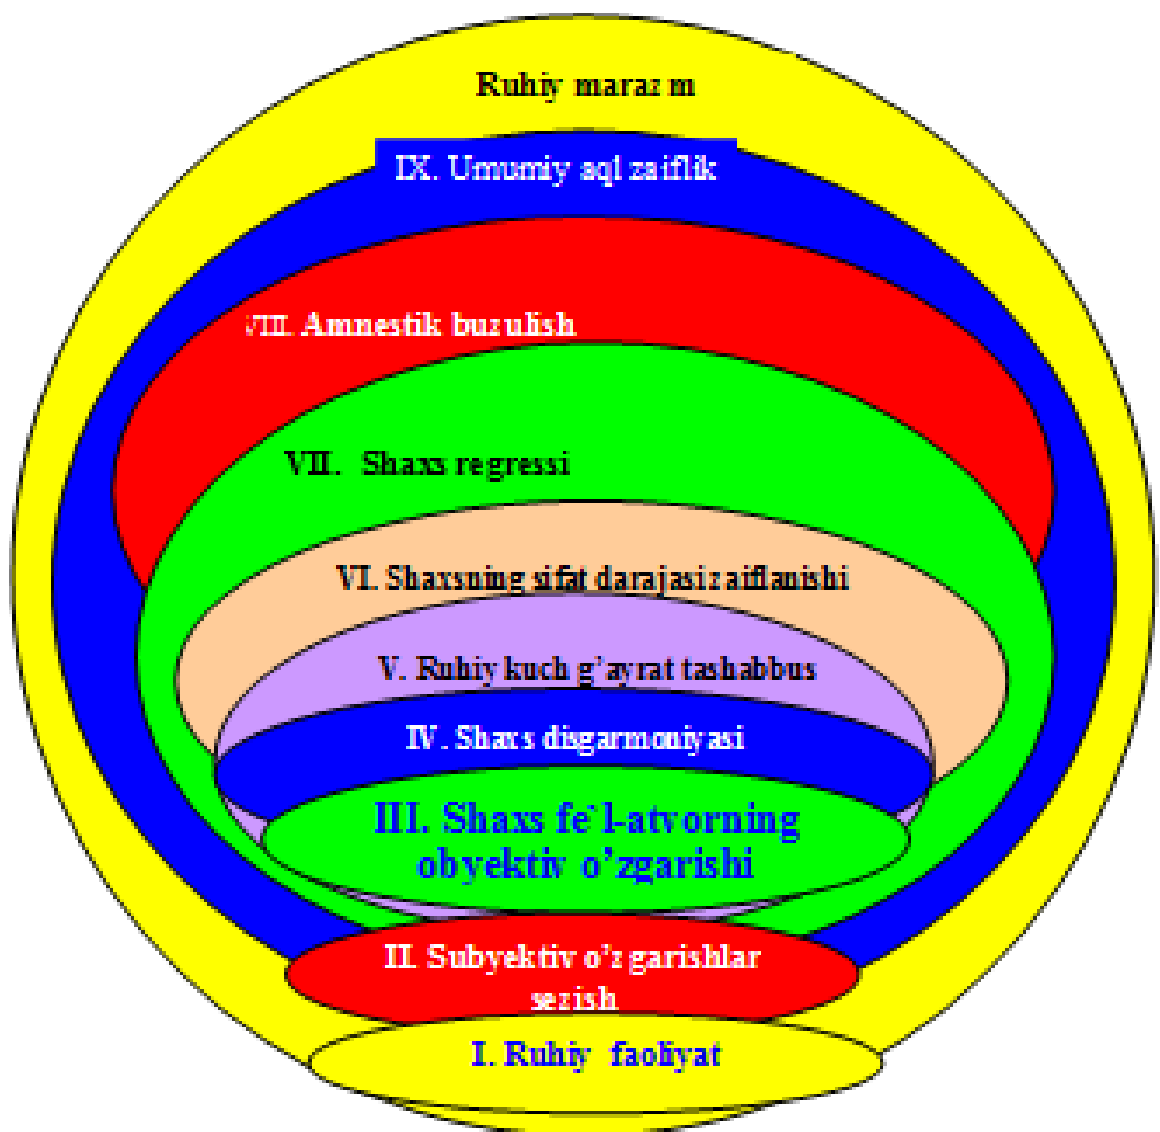 Ruhiy marazm
IX. Umumiy aql zaiflik
VIII. Amnestik buzulish
VII. Shaxs regressi
VI. Shaxsning sifat darajasi zaiflanishi
V. Ruhiy kuch g’ayrat tashabbus
IV. Shaxs disgarmoniyasi
III. Shaxs fe`l-atvorning
obyektiv o’zgarishi
II. Subyektiv o’zgarishlar
sezish
I. Ruhiy faoliyat